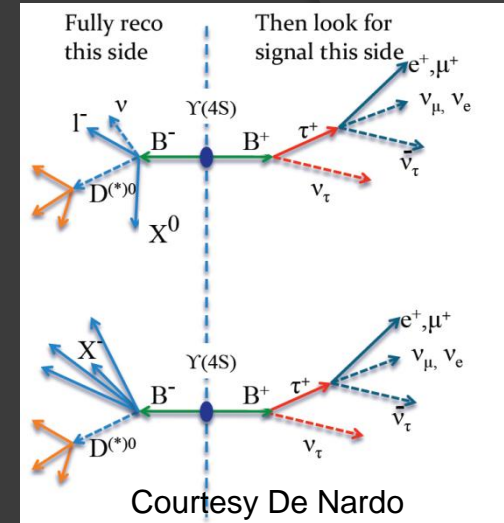 Fully reco
this side
Then look for
signal this side
e⁺,μ⁺
ν_μ, ν_e
ν̄_τ
ν_τ
τ⁺
B⁺
ϒ(4S)
B⁻
ν
l⁻
D⁽*⁾⁰
X⁰
e⁺,μ⁺
ν_μ, ν_e
ν̄_τ
ν_τ
τ⁺
B⁺
ϒ(4S)
B⁻
X⁻
D⁽*⁾⁰
Courtesy De Nardo